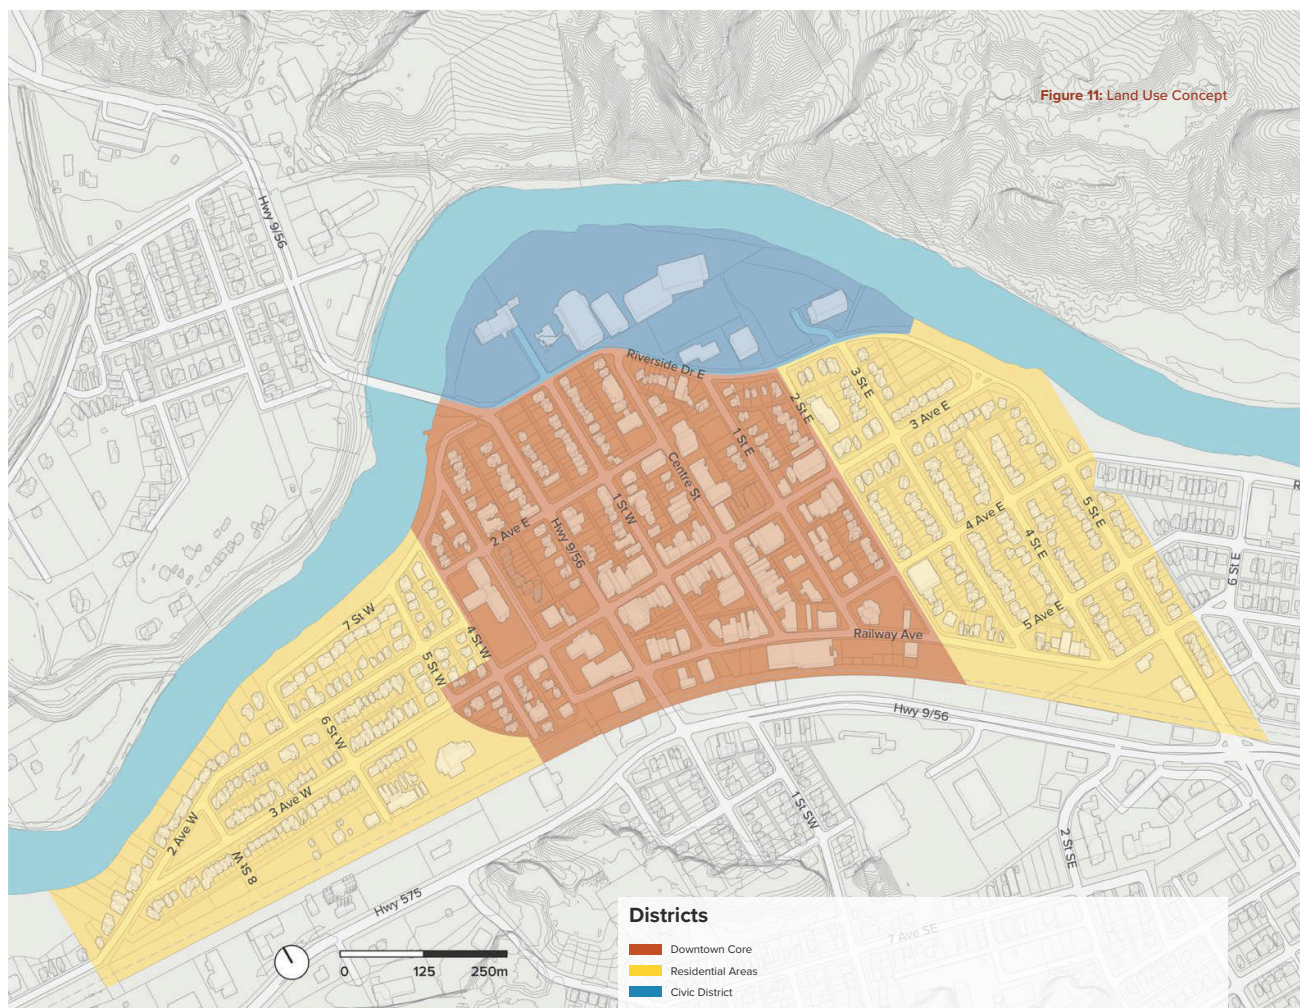 Figure 11: Land Use Concept
Hwy 9/56
Riverside Dr E
3 St E
2 St E
3 Ave E
1 St E
Centre St
1 St W
2 Ave E
Hwy 9/56
4 Ave E
5 St E
4 St E
R
6 St E
5 Ave E
7 St W
4 St W
5 St W
Railway Ave
6 St W
Hwy 9/56
3 Ave W
2 Ave W
8 St W
1 St SW
2 St SE
Hwy 575
7 Ave SE
0 125 250m
Districts
Downtown Core
Residential Areas
Civic District